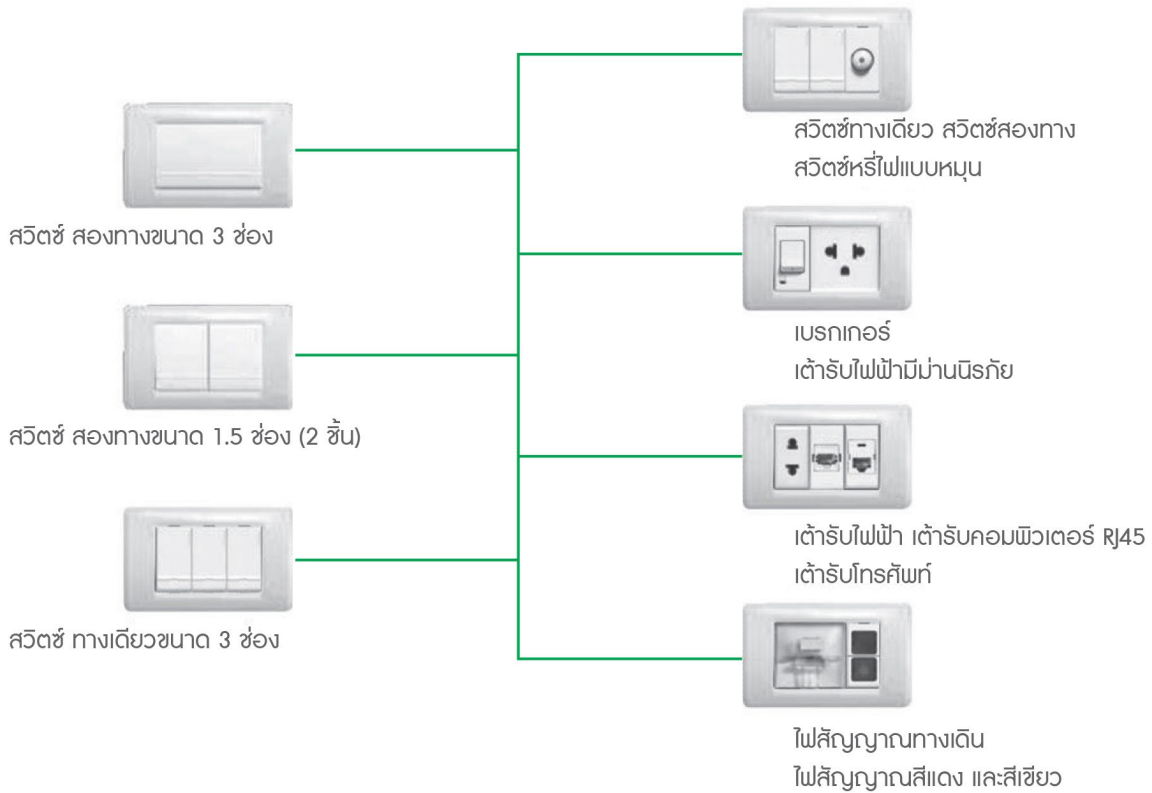 สวิตซ์ สองทางขนาด 3 ช่อง
สวิตซ์ สองทางขนาด 1.5 ช่อง (2 ชิ้น)
สวิตซ์ ทางเดียวขนาด 3 ช่อง
สวิตซ์ทางเดียว สวิตซ์สองทาง
สวิตซ์หรี่ไฟแบบหมุน
เบรกเกอร์
เต้ารับไฟฟ้ามีม่านนิรภัย
เต้ารับไฟฟ้า เต้ารับคอมพิวเตอร์ RJ45
เต้ารับโทรศัพท์
ไฟสัญญาณทางเดิน
ไฟสัญญาณสีแดง และสีเขียว